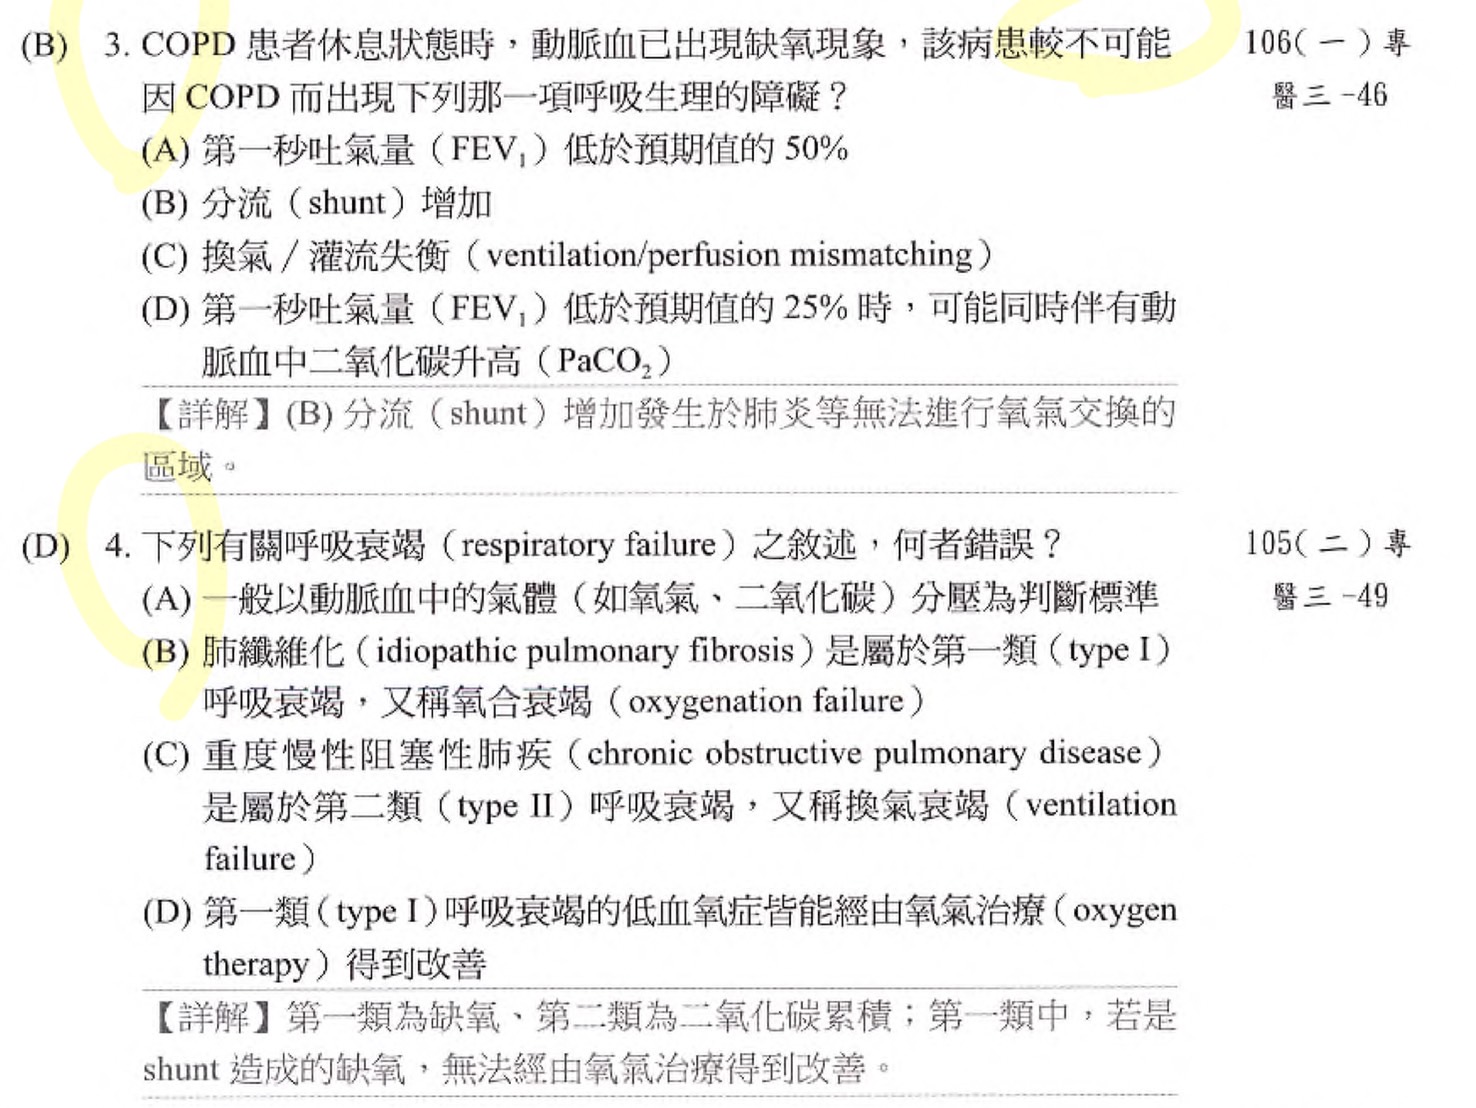 (B) 3. COPD 患者休息狀態時，動脈血已出現缺氧現象，該病患較不可能 106(一)專
因 COPD 而出現下列那一項呼吸生理的障礙？ 醫三-46
(A) 第一秒吐氣量（FEV₁）低於預期值的 50%
(B) 分流（shunt）增加
(C) 換氣／灌流失衡（ventilation/perfusion mismatching）
(D) 第一秒吐氣量（FEV₁）低於預期值的 25% 時，可能同時伴有動
脈血中二氧化碳升高（PaCO₂）
【詳解】(B) 分流（shunt）增加發生於肺炎等無法進行氧氣交換的
區域。
(D) 4. 下列有關呼吸衰竭（respiratory failure）之敘述，何者錯誤？ 105(二)專
(A) 一般以動脈血中的氣體（如氧氣、二氧化碳）分壓為判斷標準 醫三-49
(B) 肺纖維化（idiopathic pulmonary fibrosis）是屬於第一類（type I）
呼吸衰竭，又稱氧合衰竭（oxygenation failure）
(C) 重度慢性阻塞性肺疾（chronic obstructive pulmonary disease）
是屬於第二類（type II）呼吸衰竭，又稱換氣衰竭（ventilation
failure）
(D) 第一類（type I）呼吸衰竭的低血氧症皆能經由氧氣治療（oxygen
therapy）得到改善
【詳解】第一類為缺氧、第二類為二氧化碳累積；第一類中，若是
shunt 造成的缺氧，無法經由氧氣治療得到改善。